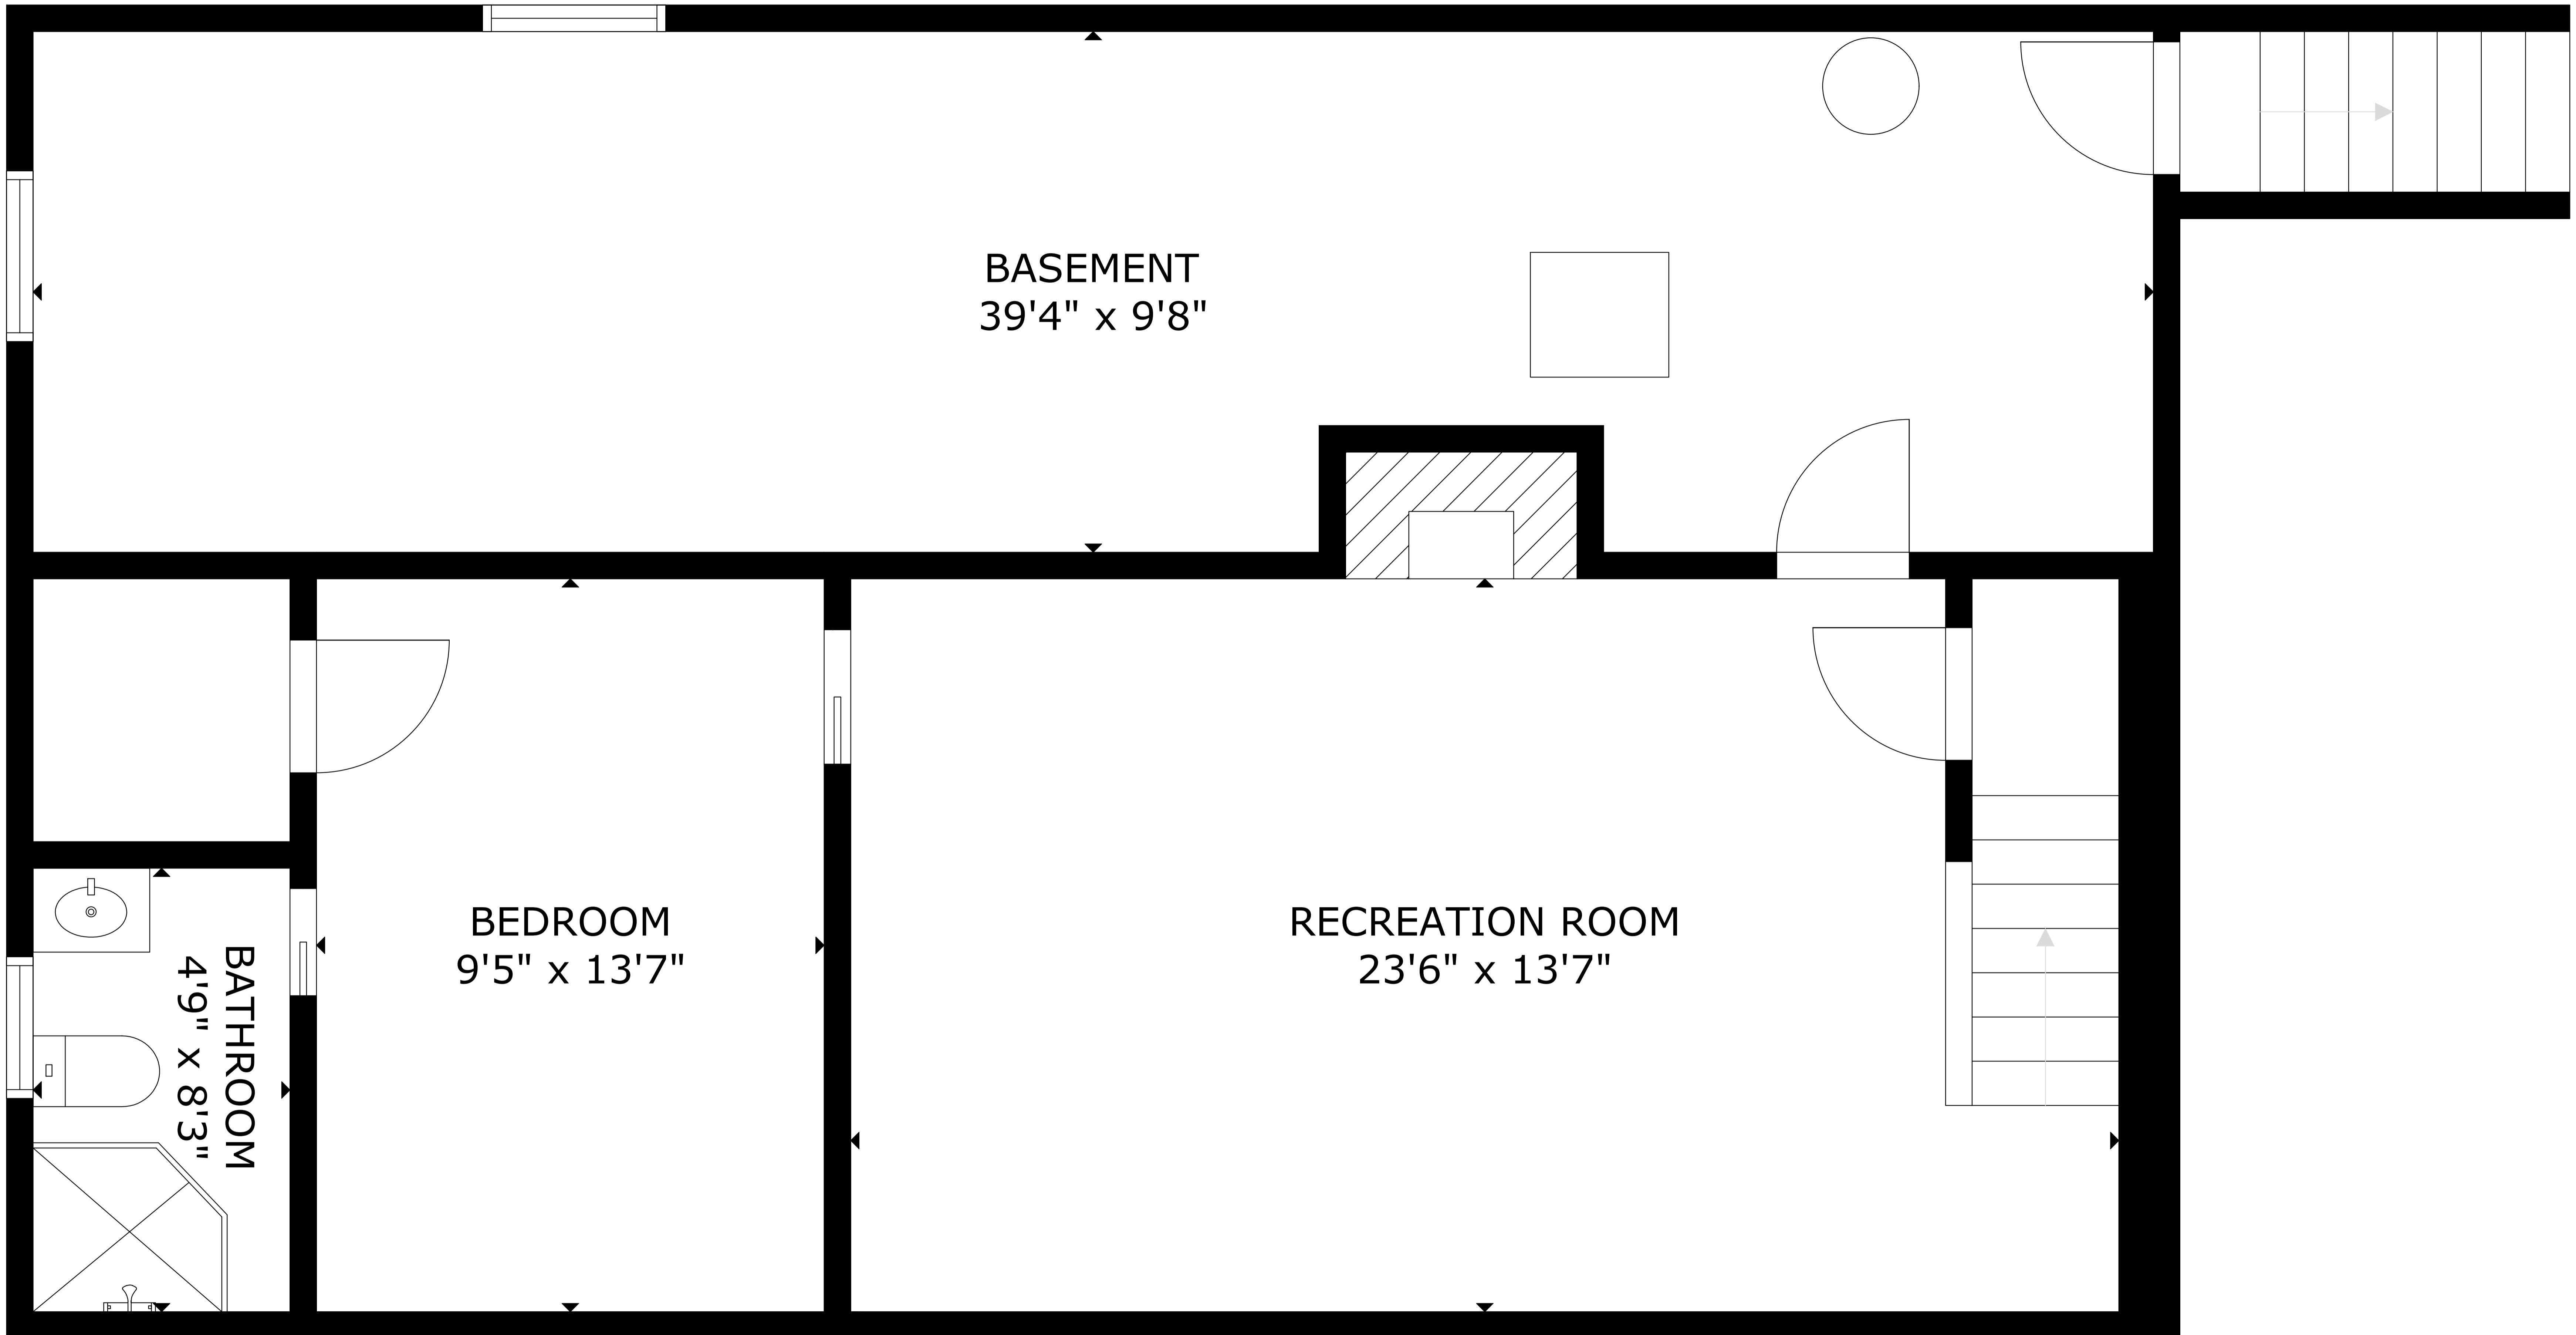 BASEMENT
39'4" x 9'8"
BEDROOM
9'5" x 13'7"
RECREATION ROOM
23'6" x 13'7"
BATHROOM
4'9" x 8'3"